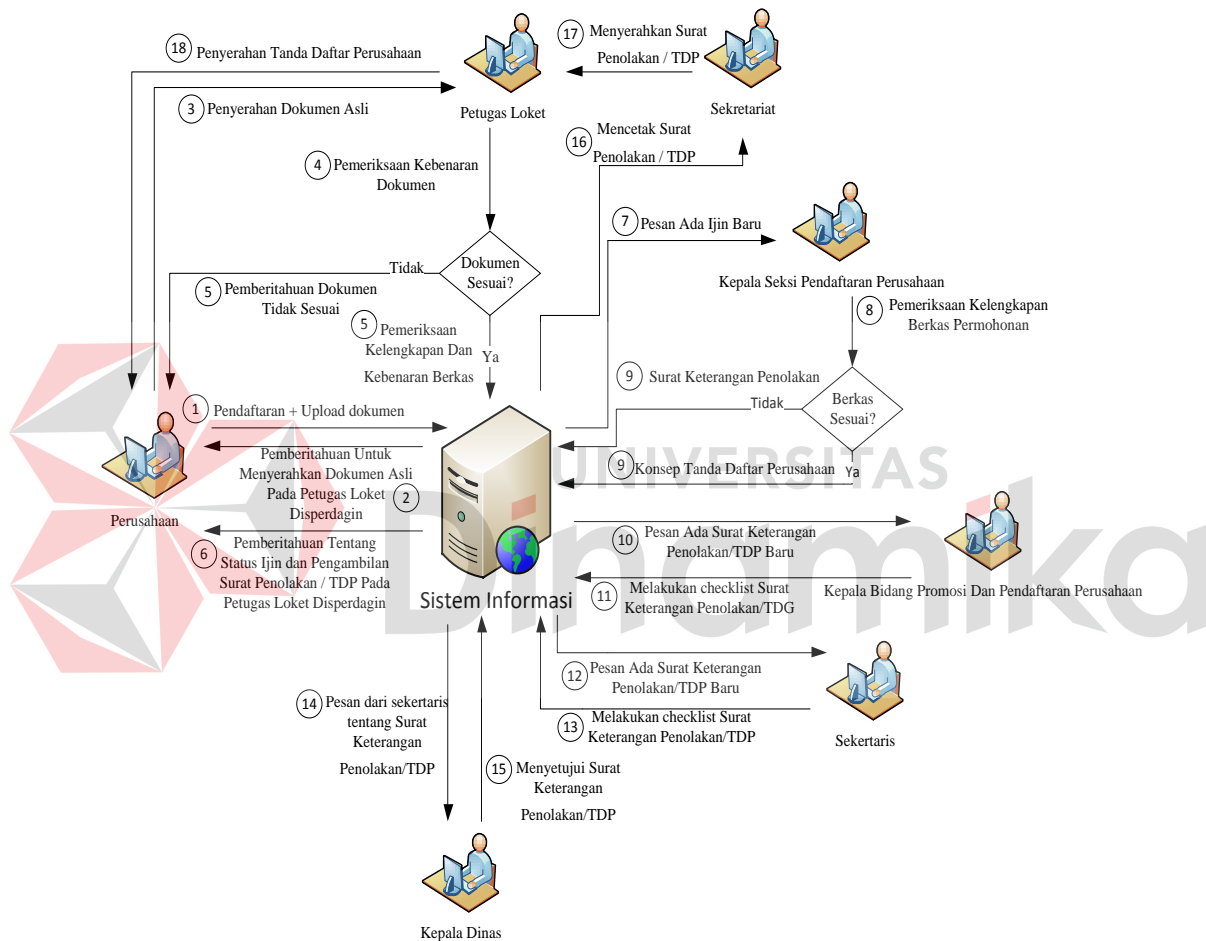 18
Penyerahan Tanda Daftar Perusahaan
17
Menyerahkan Surat
Penolakan / TDP
3
Penyerahan Dokumen Asli
Petugas Loket
Sekretariat
16
Mencetak Surat
Penolakan / TDP
4
Pemeriksaan Kebenaran
Dokumen
7
Pesan Ada Ijin Baru
Dokumen
Sesuai?
Tidak
Kepala Seksi Pendaftaran Perusahaan
5
Pemberitahuan Dokumen
Tidak Sesuai
8
Pemeriksaan Kelengkapan
Berkas Permohonan
5
Pemeriksaan
Kelengkapan Dan
Kebenaran Berkas
Ya
9
Surat Keterangan Penolakan
Tidak
Berkas
Sesuai?
1
Pendaftaran + Upload dokumen
Pemberitahuan Untuk
Menyerahkan Dokumen Asli
Pada Petugas Loket
Disperdagin
2
9
Konsep Tanda Daftar Perusahaan
Ya
UNIVERSITAS
Dinamika
Perusahaan
6
Pemberitahuan Tentang
Status Ijin dan Pengambilan
Surat Penolakan / TDP Pada
Petugas Loket Disperdagin
10
Pesan Ada Surat Keterangan
Penolakan/TDP Baru
Sistem Informasi
11
Melakukan checklist Surat
Keterangan Penolakan/TDG
Kepala Bidang Promosi Dan Pendaftaran Perusahaan
12
Pesan Ada Surat Keterangan
Penolakan/TDP Baru
13
Melakukan checklist Surat
Keterangan Penolakan/TDP
Sekertaris
14
Pesan dari sekertaris
tentang Surat
Keterangan
Penolakan/TDP
15
Menyetujui Surat
Keterangan
Penolakan/TDP
Kepala Dinas